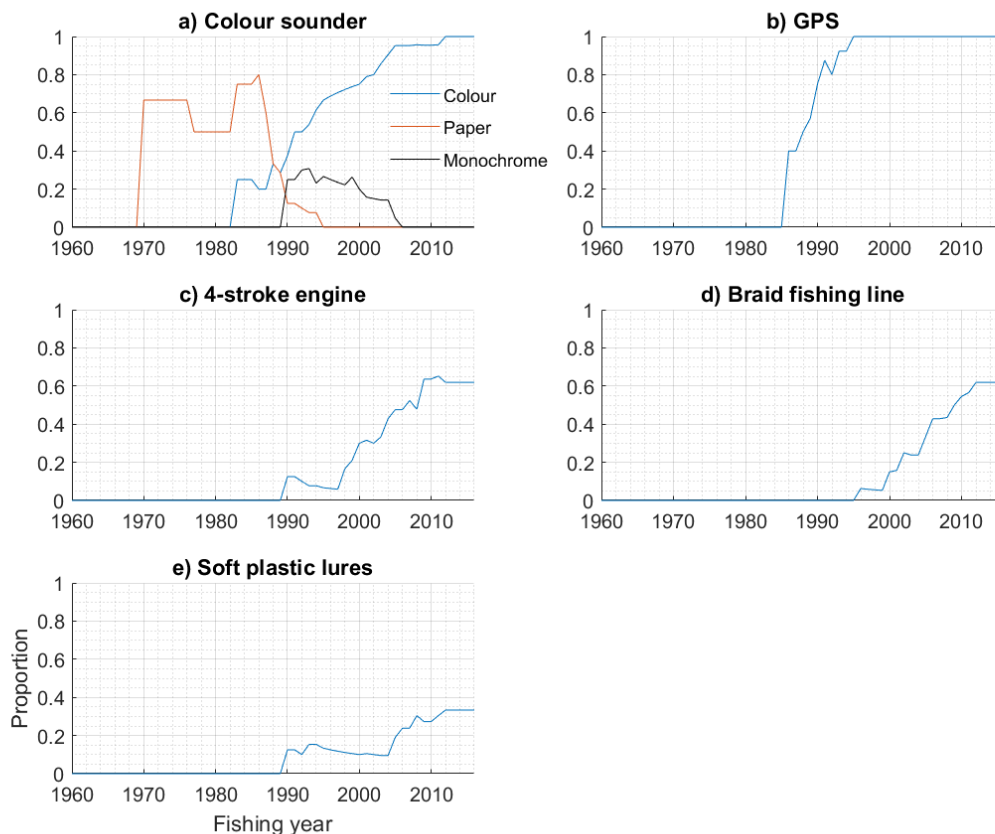 a) Colour sounder
1
0.8
0.6
0.4
0.2
0
1960 1970 1980 1990 2000 2010
Colour
Paper
Monochrome
b) GPS
1
0.8
0.6
0.4
0.2
0
1960 1970 1980 1990 2000 2010
c) 4-stroke engine
1
0.8
0.6
0.4
0.2
0
1960 1970 1980 1990 2000 2010
d) Braid fishing line
1
0.8
0.6
0.4
0.2
0
1960 1970 1980 1990 2000 2010
e) Soft plastic lures
Proportion
1
0.8
0.6
0.4
0.2
0
1960 1970 1980 1990 2000 2010
Fishing year